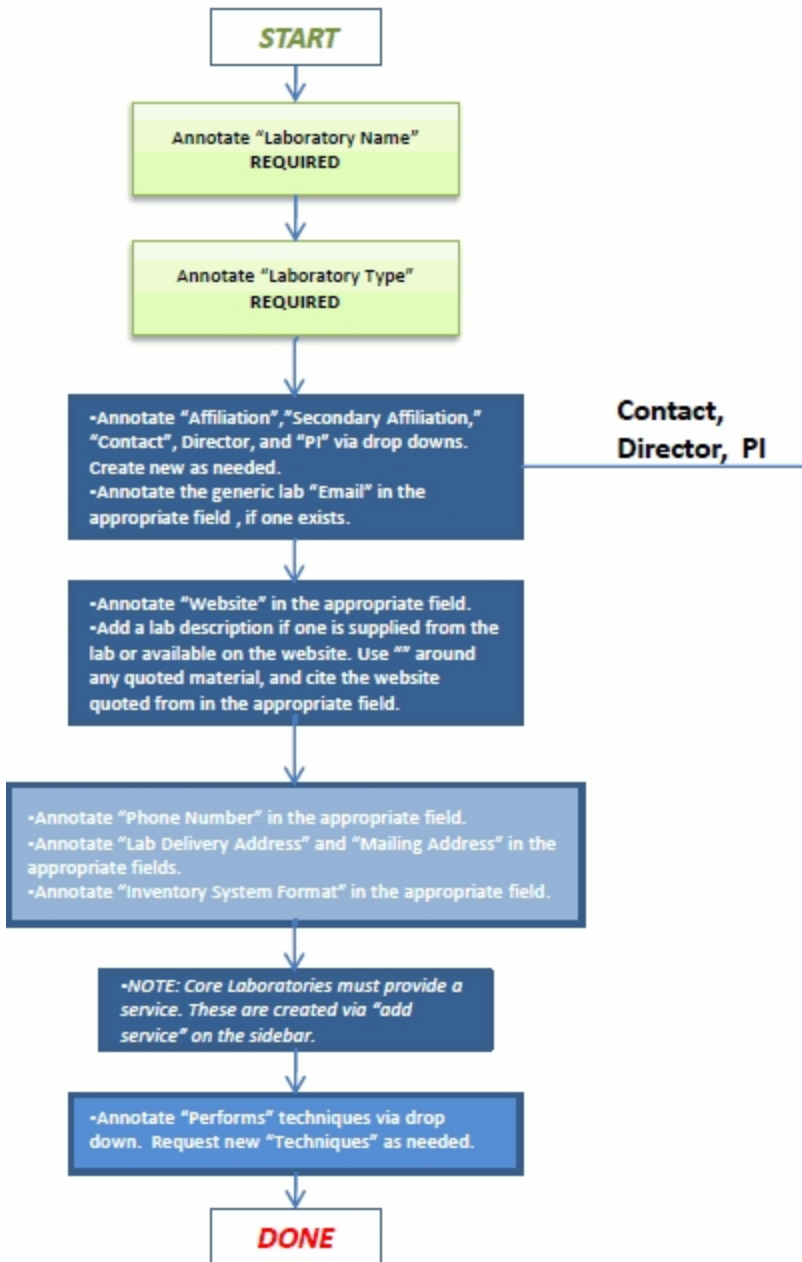 START
Annotate “Laboratory Name”
REQUIRED
Annotate “Laboratory Type”
REQUIRED
•Annotate “Affiliation”,”Secondary Affiliation,”
“Contact”, Director, and “PI” via drop downs.
Create new as needed.
•Annotate the generic lab “Email” in the
appropriate field , if one exists.
Contact,
Director, PI
•Annotate “Website” in the appropriate field.
•Add a lab description if one is supplied from the
lab or available on the website. Use “” around
any quoted material, and cite the website
quoted from in the appropriate field.
•Annotate “Phone Number” in the appropriate field.
•Annotate “Lab Delivery Address” and “Mailing Address” in the
appropriate fields.
•Annotate “Inventory System Format” in the appropriate field.
•NOTE: Core Laboratories must provide a
service. These are created via “add
service” on the sidebar.
•Annotate “Performs” techniques via drop
down. Request new “Techniques” as needed.
DONE